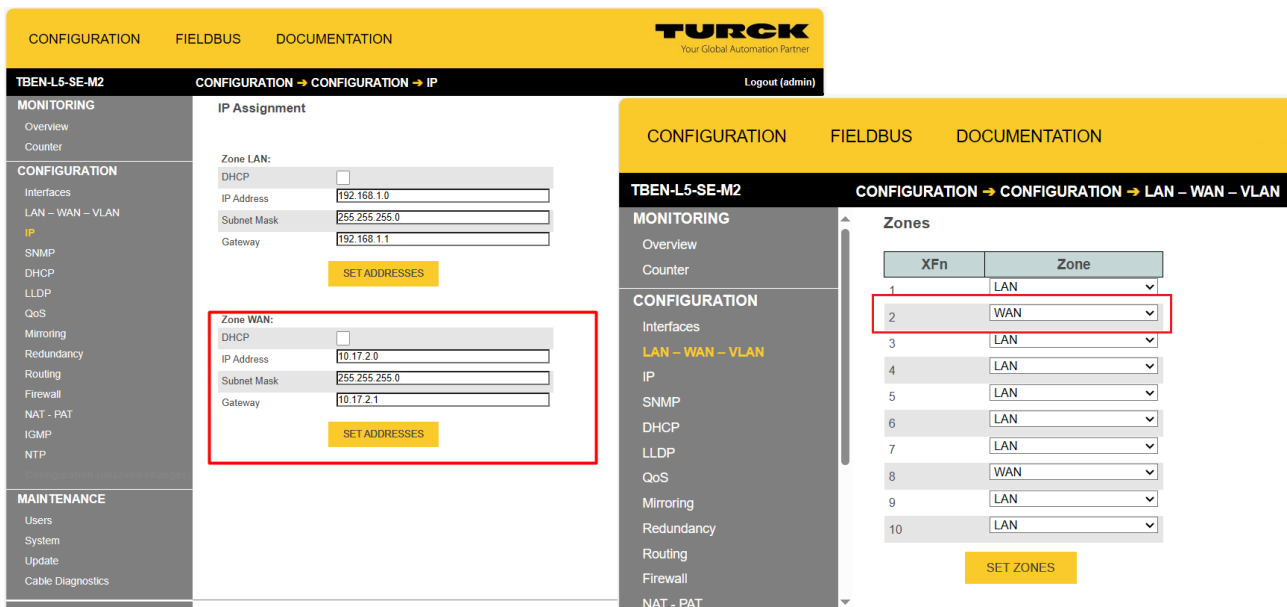 CONFIGURATION FIELDBUS DOCUMENTATION
TURCK
Your Global Automation Partner
TBEN-L5-SE-M2 CONFIGURATION ➔ CONFIGURATION ➔ IP Logout (admin)
MONITORING
Overview
Counter
CONFIGURATION
Interfaces
LAN – WAN – VLAN
IP
SNMP
DHCP
LLDP
QoS
Mirroring
Redundancy
Routing
Firewall
NAT - PAT
IGMP
NTP
MAINTENANCE
Users
System
Update
Cable Diagnostics
IP Assignment
Zone LAN:
DHCP
IP Address 192.168.1.0
Subnet Mask 255.255.255.0
Gateway 192.168.1.1
SET ADDRESSES
Zone WAN:
DHCP
IP Address 10.17.2.0
Subnet Mask 255.255.255.0
Gateway 10.17.2.1
SET ADDRESSES
CONFIGURATION FIELDBUS DOCUMENTATION
TBEN-L5-SE-M2 CONFIGURATION ➔ CONFIGURATION ➔ LAN – WAN – VLAN
MONITORING
Overview
Counter
CONFIGURATION
Interfaces
LAN – WAN – VLAN
IP
SNMP
DHCP
LLDP
QoS
Mirroring
Redundancy
Routing
Firewall
NAT - PAT
Zones
XFn Zone
1 LAN
2 WAN
3 LAN
4 LAN
5 LAN
6 LAN
7 LAN
8 WAN
9 LAN
10 LAN
SET ZONES